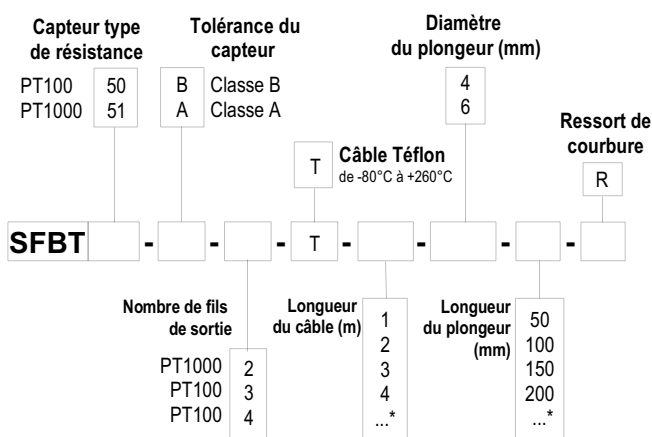 Capteur type
de résistance
PT100 50
PT1000 51
Tolérance du
capteur
B Classe B
A Classe A
Diamètre
du plongeur (mm)
4
6
Ressort de
courbure
R
T Câble Téflon
de -80°C à +260°C
SFBT - - - T - - - -
Nombre de fils
de sortie
PT1000 2
PT100 3
PT100 4
Longueur
du câble (m)
1
2
3
4
...*
Longueur
du plongeur
(mm)
50
100
150
200
...*